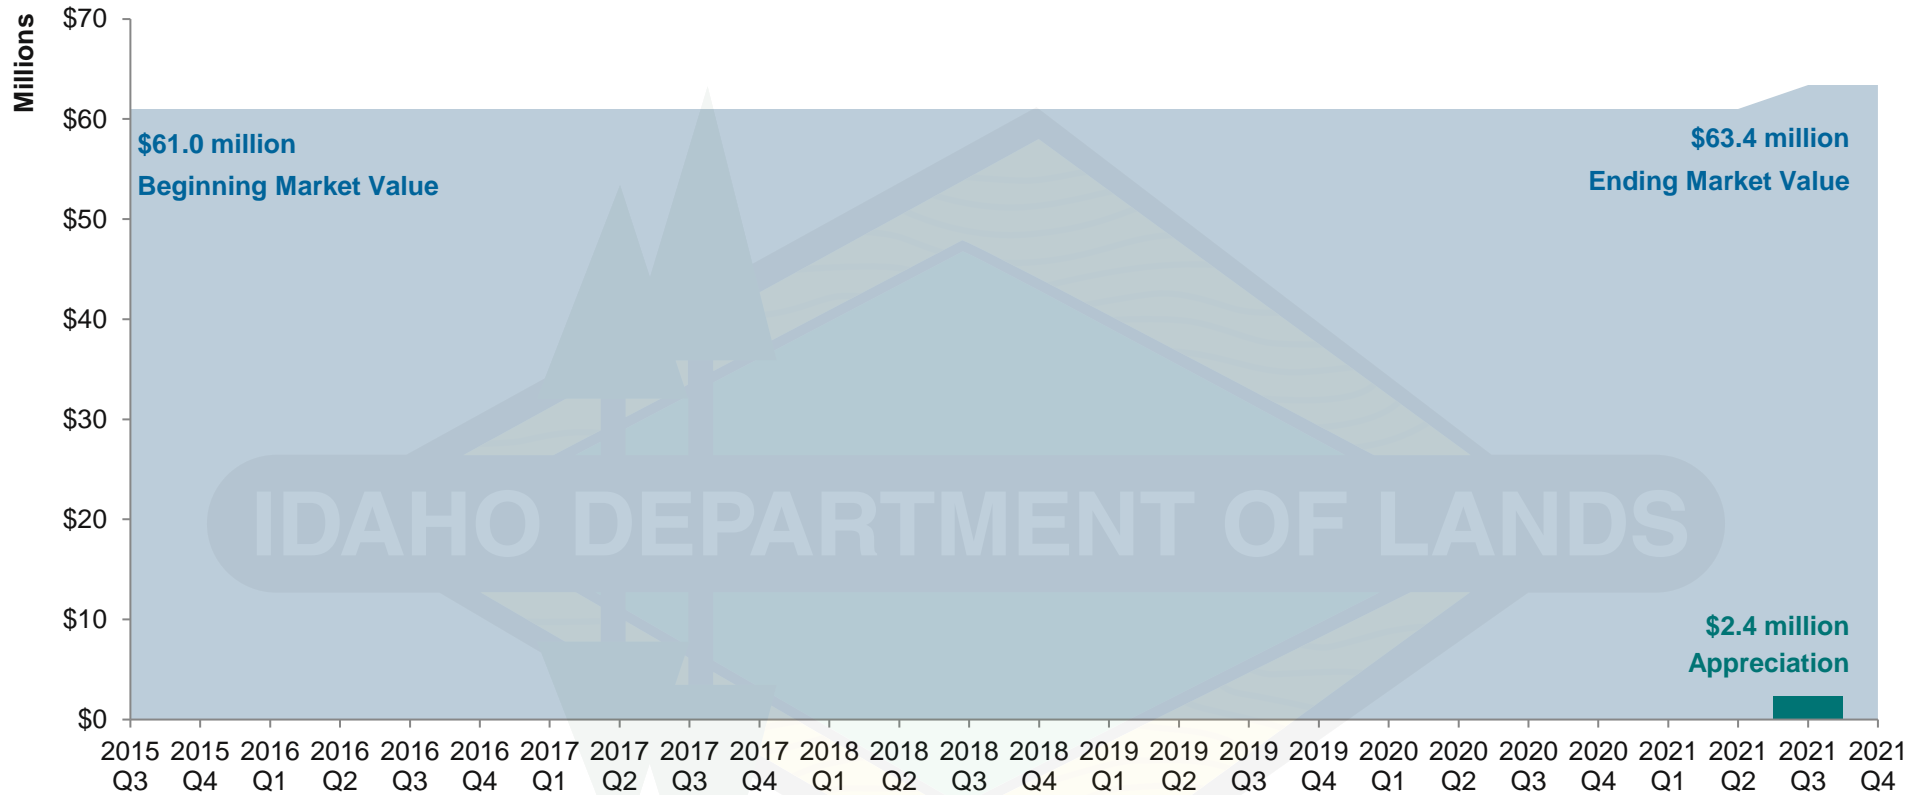 Millions
$70
$60
$50
$40
$30
$20
$10
$0
$61.0 million
Beginning Market Value
$63.4 million
Ending Market Value
IDAHO DEPARTMENT OF LANDS
$2.4 million
Appreciation
2015 2015 2016 2016 2016 2016 2017 2017 2017 2017 2018 2018 2018 2018 2019 2019 2019 2019 2020 2020 2020 2020 2021 2021 2021 2021
Q3 Q4 Q1 Q2 Q3 Q4 Q1 Q2 Q3 Q4 Q1 Q2 Q3 Q4 Q1 Q2 Q3 Q4 Q1 Q2 Q3 Q4 Q1 Q2 Q3 Q4